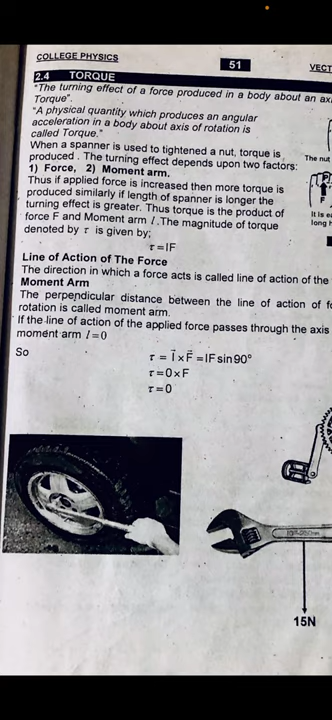 COLLEGE PHYSICS
51
VECT
2.4 TORQUE
"The turning effect of a force produced in a body about an ax
Torque".
"A physical quantity which produces an angular
acceleration in a body about axis of rotation is
called Torque."
When a spanner is used to tightened a nut, torque is
produced . The turning effect depends upon two factors:
1) Force, 2) Moment arm.
Thus if applied force is increased then more torque is
produced similarly if length of spanner is longer the
turning effect is greater. Thus torque is the product of
force F and Moment arm l .The magnitude of torque
denoted by τ is given by;
τ=lF
The nut
F
It is ea
long h
Line of Action of The Force
The direction in which a force acts is called line of action of the
Moment Arm
The perpendicular distance between the line of action of fo
rotation is called moment arm.
If the line of action of the applied force passes through the axis
moment arm l=0
So
τ = l⃗ x F⃗ =lFsin90°
τ=0xF
τ=0
15N